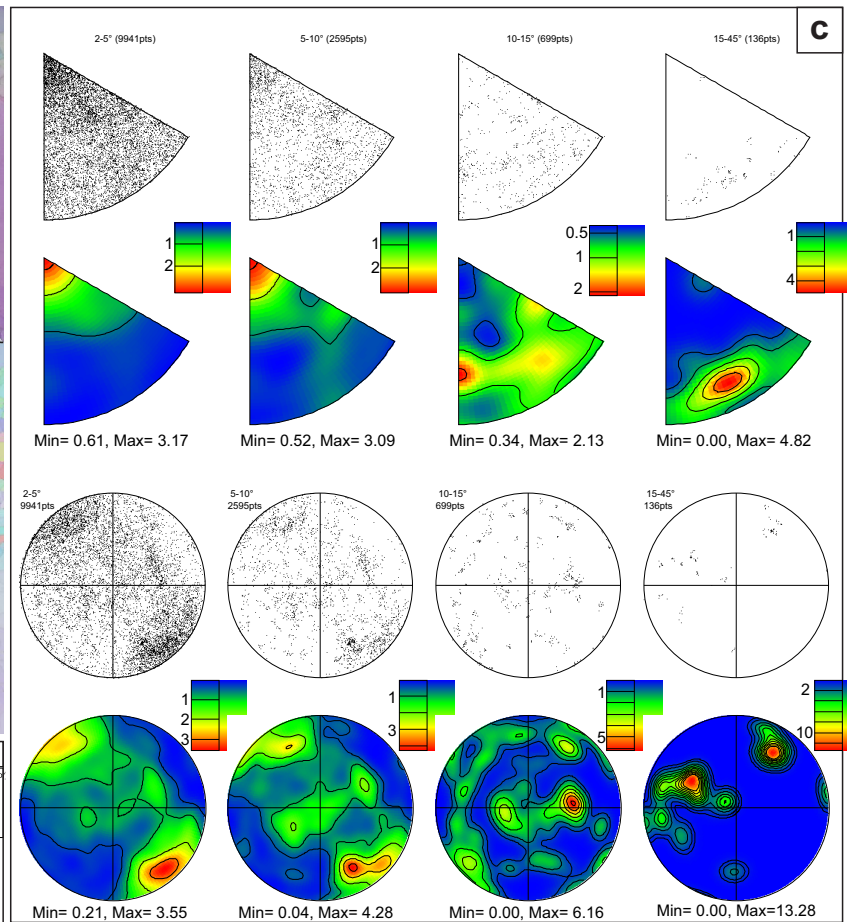 C
2-5° (9941pts)
5-10° (2595pts)
10-15° (699pts)
15-45° (136pts)
1
2
1
2
0.5
1
2
1
4
Min= 0.61, Max= 3.17
Min= 0.52, Max= 3.09
Min= 0.34, Max= 2.13
Min= 0.00, Max= 4.82
2-5°
9941pts
5-10°
2595pts
10-15°
699pts
15-45°
136pts
1
2
3
1
3
1
5
2
10
Min= 0.21, Max= 3.55
Min= 0.04, Max= 4.28
Min= 0.00, Max= 6.16
Min= 0.00, Max=13.28